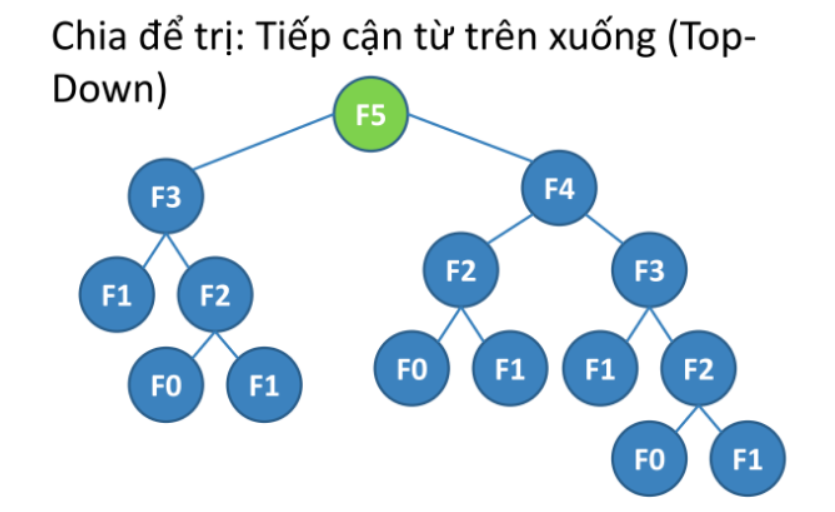 Chia để trị: Tiếp cận từ trên xuống (Top-
Down)
F5
F3
F4
F1
F2
F2
F3
F0
F1
F0
F1
F1
F2
F0
F1